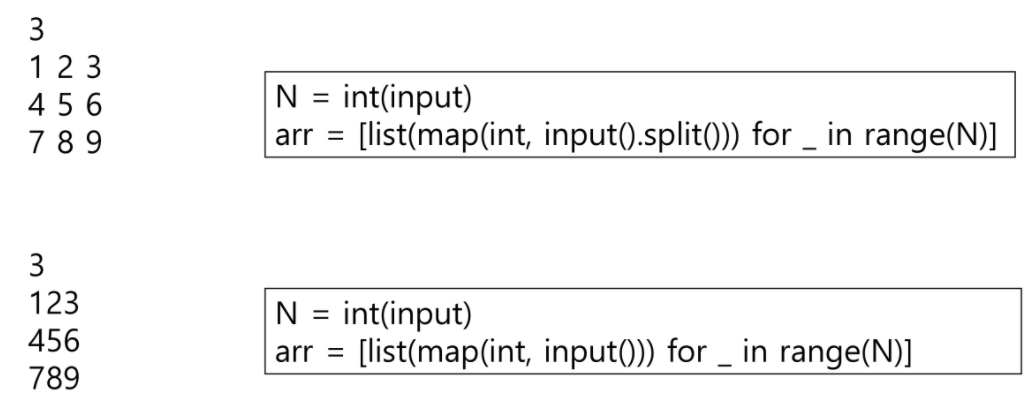 3
1 2 3
4 5 6
7 8 9
N = int(input)
arr = [list(map(int, input().split())) for _ in range(N)]
3
123
456
789
N = int(input)
arr = [list(map(int, input())) for _ in range(N)]